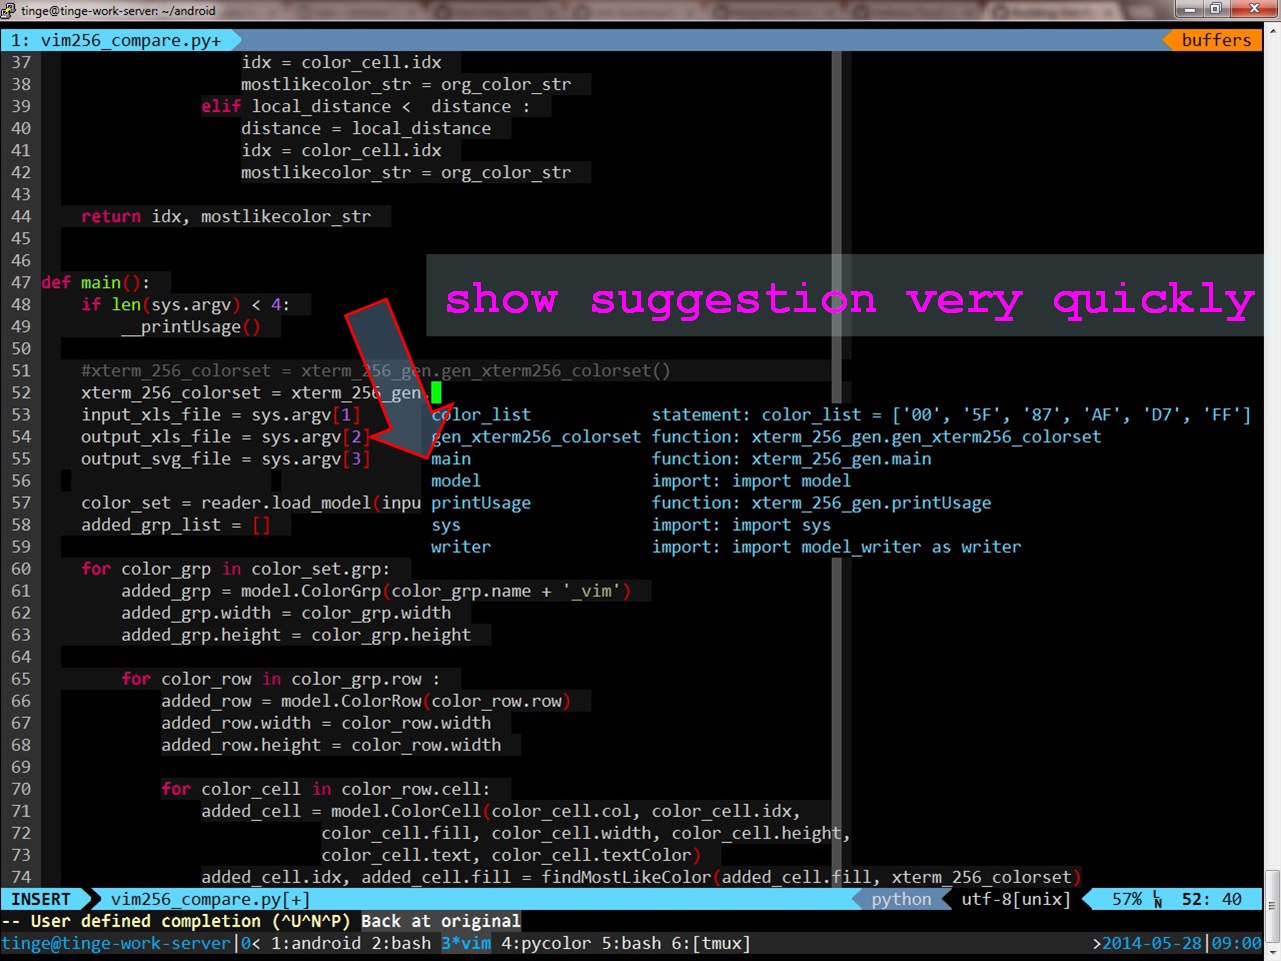 tinge@tinge-work-server: ~/android
1: vim256_compare.py+ buffers
37 idx = color_cell.idx
38 mostlikecolor_str = org_color_str
39 elif local_distance <  distance :
40 distance = local_distance
41 idx = color_cell.idx
42 mostlikecolor_str = org_color_str
43
44 return idx, mostlikecolor_str
45
46
47 def main():
48 if len(sys.argv) < 4:
49 __printUsage()
50
show suggestion very quickly
51 #xterm_256_colorset = xterm_256_gen.gen_xterm256_colorset()
52 xterm_256_colorset = xterm_256_gen.
53 input_xls_file = sys.argv[1] color_list statement: color_list = ['00', '5F', '87', 'AF', 'D7', 'FF']
54 output_xls_file = sys.argv[2] gen_xterm256_colorset function: xterm_256_gen.gen_xterm256_colorset
55 output_svg_file = sys.argv[3] main function: xterm_256_gen.main
56 model import: import model
57 color_set = reader.load_model(inpu printUsage function: xterm_256_gen.printUsage
58 added_grp_list = [] sys import: import sys
59 writer import: import model_writer as writer
60 for color_grp in color_set.grp:
61 added_grp = model.ColorGrp(color_grp.name + '_vim')
62 added_grp.width = color_grp.width
63 added_grp.height = color_grp.height
64
65 for color_row in color_grp.row :
66 added_row = model.ColorRow(color_row.row)
67 added_row.width = color_row.width
68 added_row.height = color_row.width
69
70 for color_cell in color_row.cell:
71 added_cell = model.ColorCell(color_cell.col, color_cell.idx,
72 color_cell.fill, color_cell.width, color_cell.height,
73 color_cell.text, color_cell.textColor)
74 added_cell.idx, added_cell.fill = findMostLikeColor(added_cell.fill, xterm_256_colorset)
INSERT vim256_compare.py[+] python utf-8[unix] 57% LN 52: 40
-- User defined completion (^U^N^P) Back at original
tinge@tinge-work-server|0< 1:android 2:bash 3*vim 4:pycolor 5:bash 6:[tmux] >2014-05-28|09:00